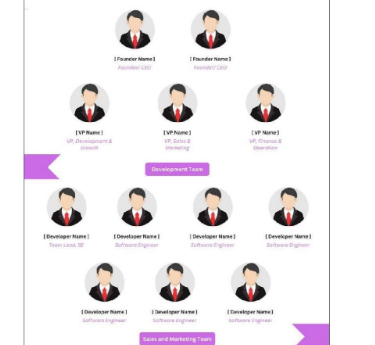 [ Founder Name ] [ Founder Name ]
Founder/ CEO Founder/ CEO
[ VP Name ] [ VP Name ] [ VP Name ]
VP, Development & VP, Sales & VP, Finance &
Growth Marketing Operation
Development Team
[ Developer Name ] [ Developer Name ] [ Developer Name ] [ Developer Name ]
Team Lead, SE Software Engineer Software Engineer Software Engineer
[ Developer Name ] [ Developer Name ] [ Developer Name ]
Software Engineer Software Engineer Software Engineer
Sales and Marketing Team